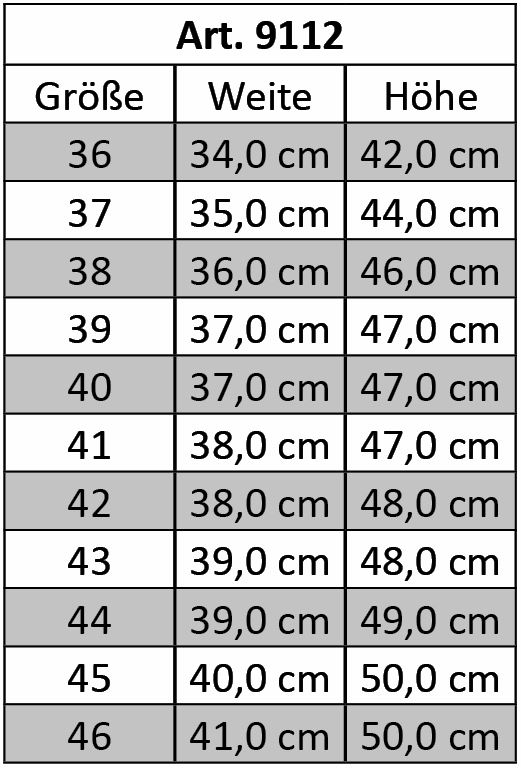 Art. 9112
Größe Weite Höhe
36 34,0 cm 42,0 cm
37 35,0 cm 44,0 cm
38 36,0 cm 46,0 cm
39 37,0 cm 47,0 cm
40 37,0 cm 47,0 cm
41 38,0 cm 47,0 cm
42 38,0 cm 48,0 cm
43 39,0 cm 48,0 cm
44 39,0 cm 49,0 cm
45 40,0 cm 50,0 cm
46 41,0 cm 50,0 cm